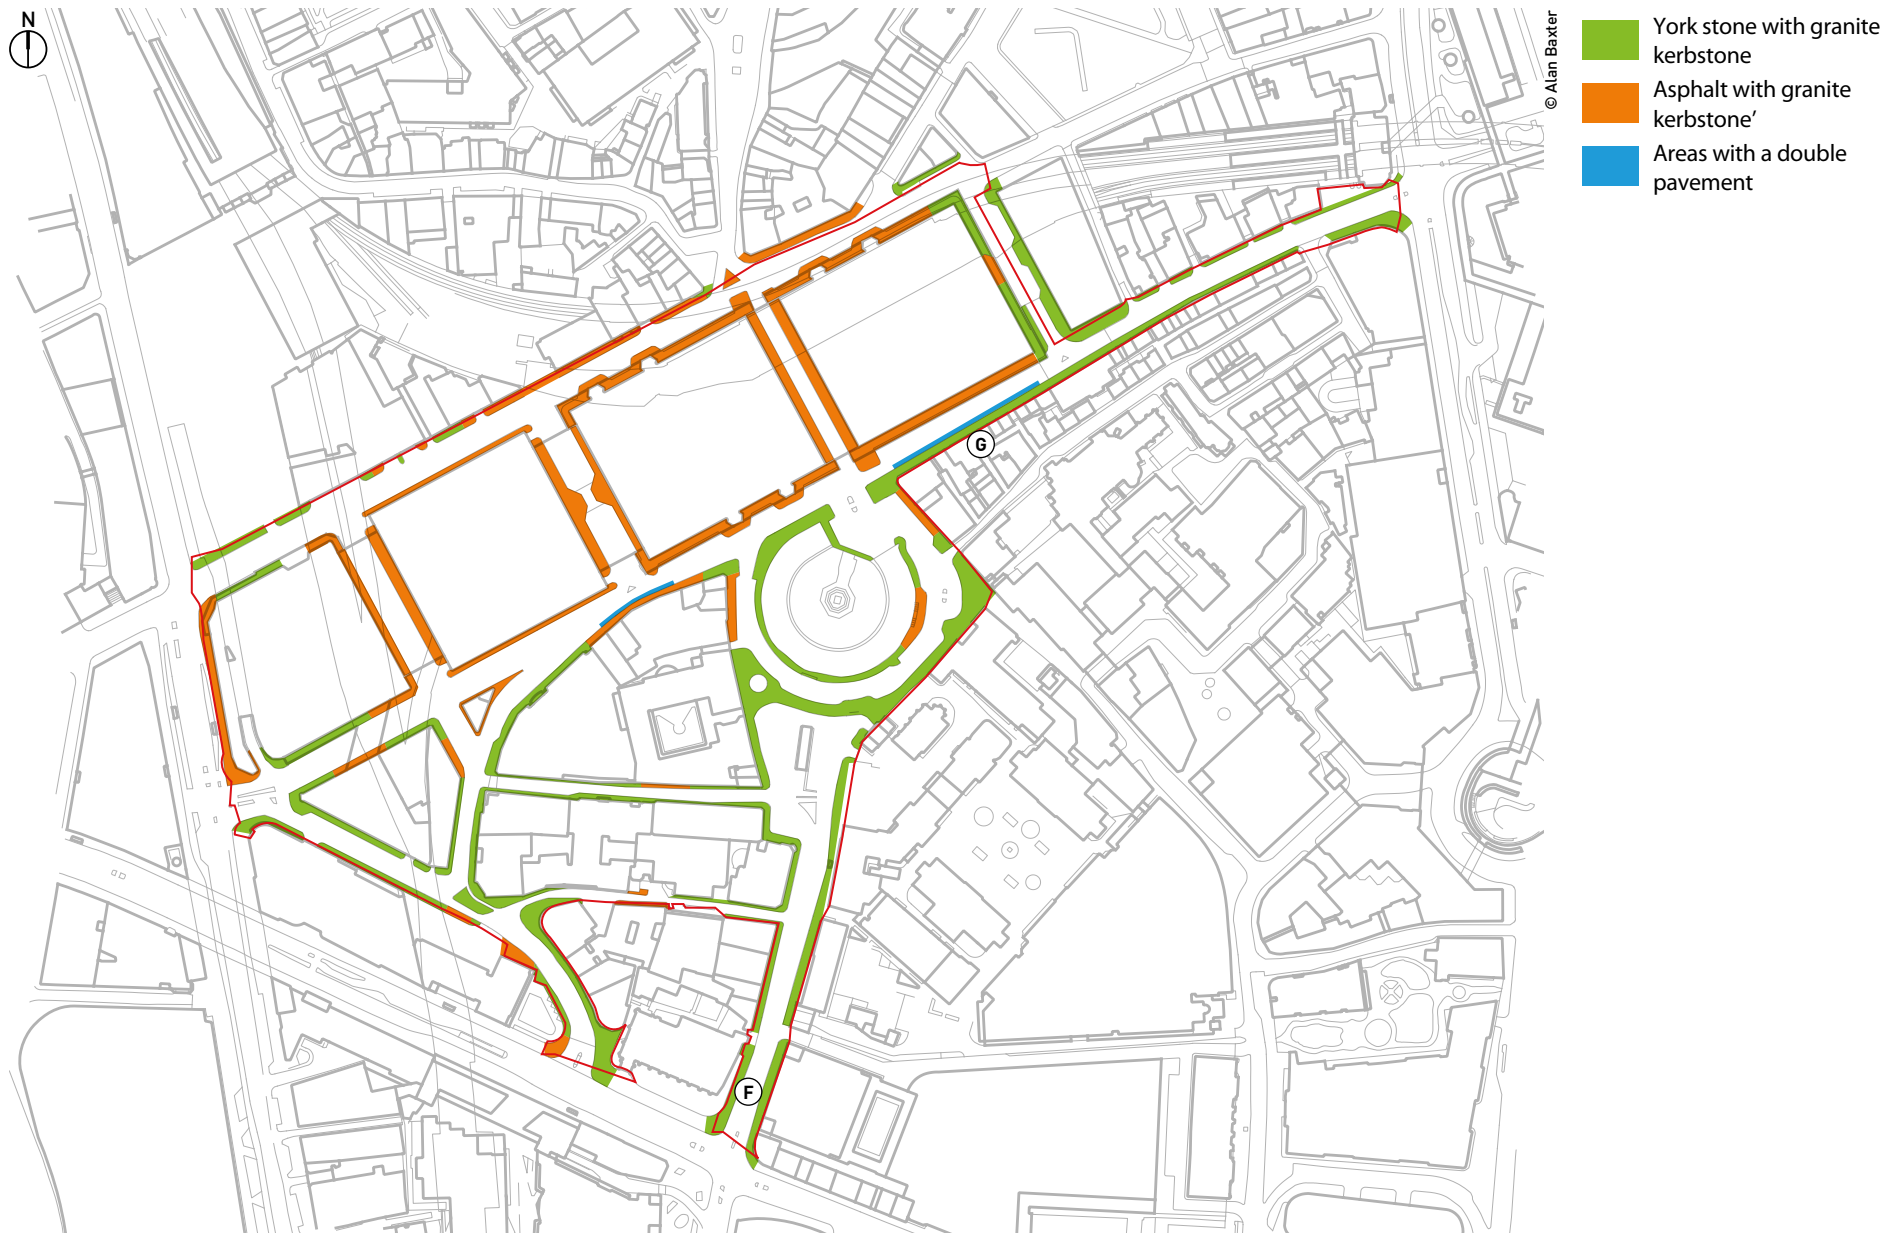 N
© Alan Baxter
York stone with granite
kerbstone
Asphalt with granite
kerbstone’
Areas with a double
pavement
G
F